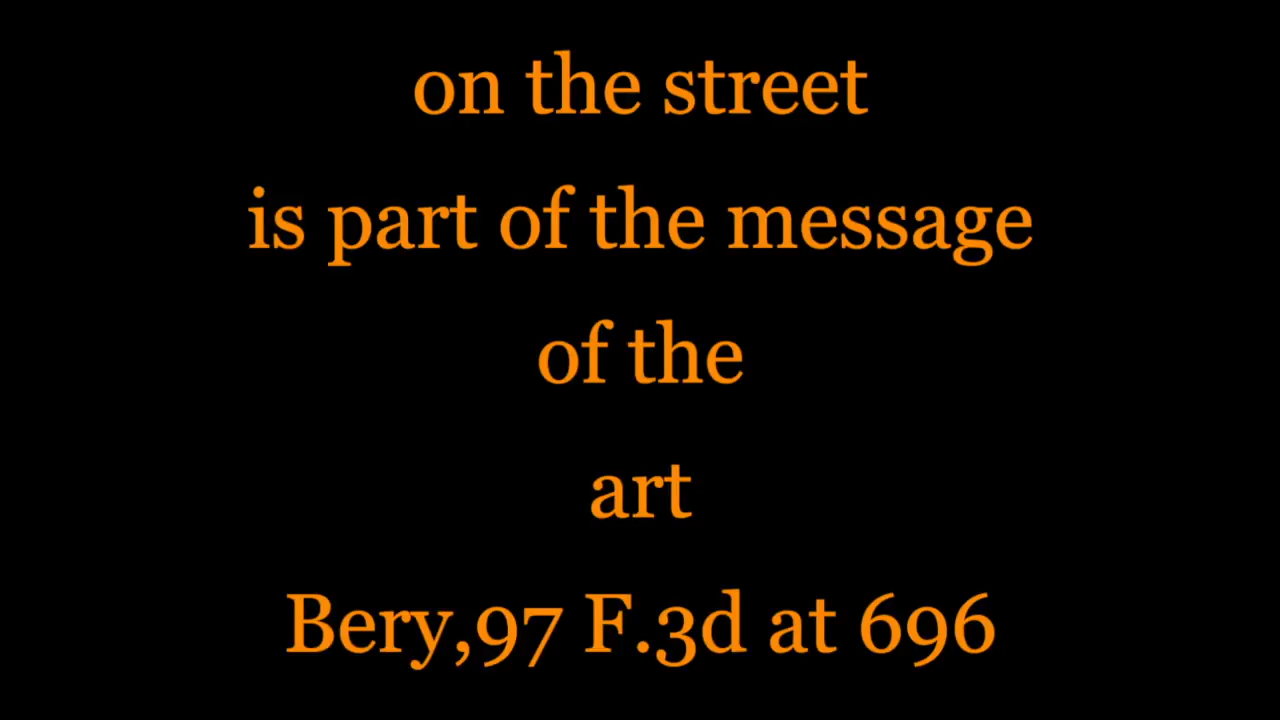 on the street
is part of the message
of the
art
Bery,97 F.3d at 696